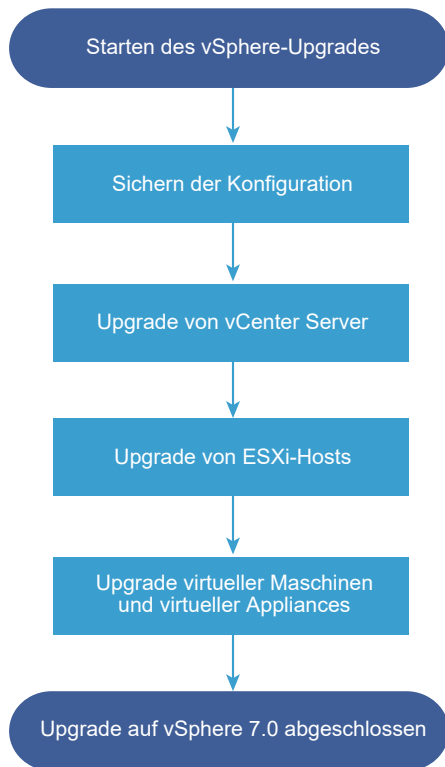 Starten des vSphere-Upgrades
Sichern der Konfiguration
Upgrade von vCenter Server
Upgrade von ESXi-Hosts
Upgrade virtueller Maschinen
und virtueller Appliances
Upgrade auf vSphere 7.0 abgeschlossen